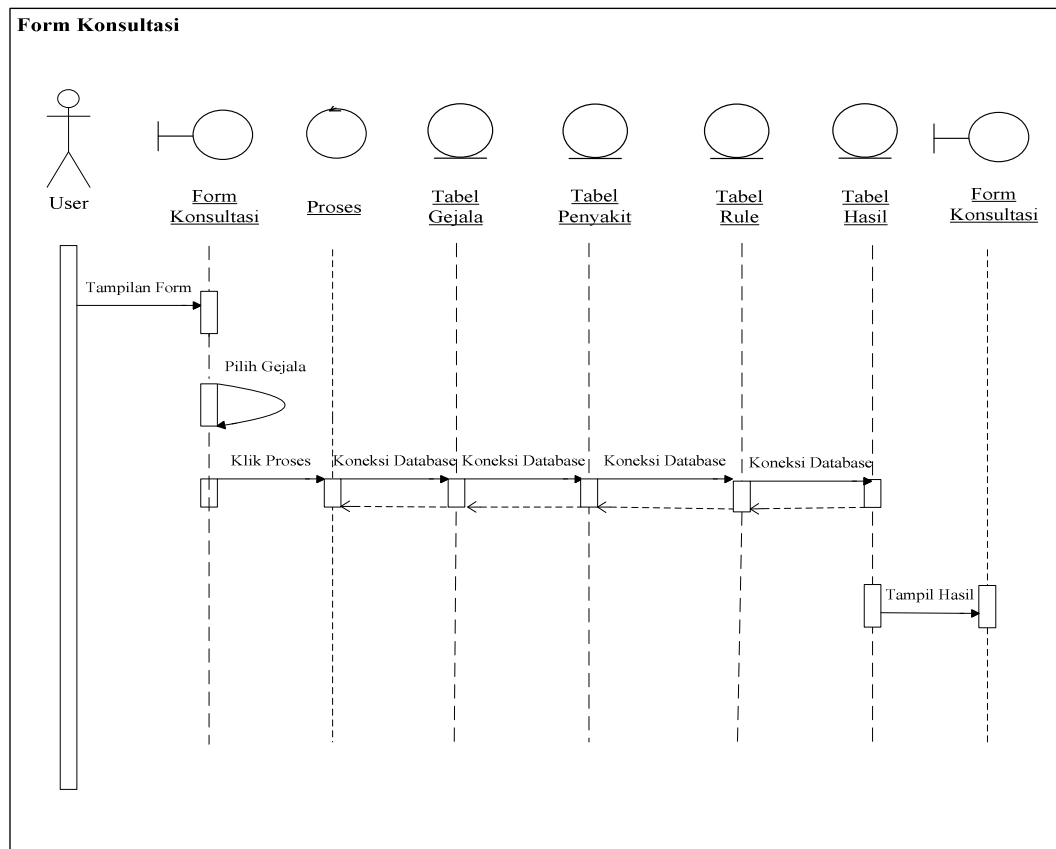 Form Konsultasi
User
Form
Konsultasi
Proses
Tabel
Gejala
Tabel
Penyakit
Tabel
Rule
Tabel
Hasil
Form
Konsultasi
Tampilan Form
Pilih Gejala
Klik Proses
Koneksi Database
Koneksi Database
Koneksi Database
Koneksi Database
Tampil Hasil